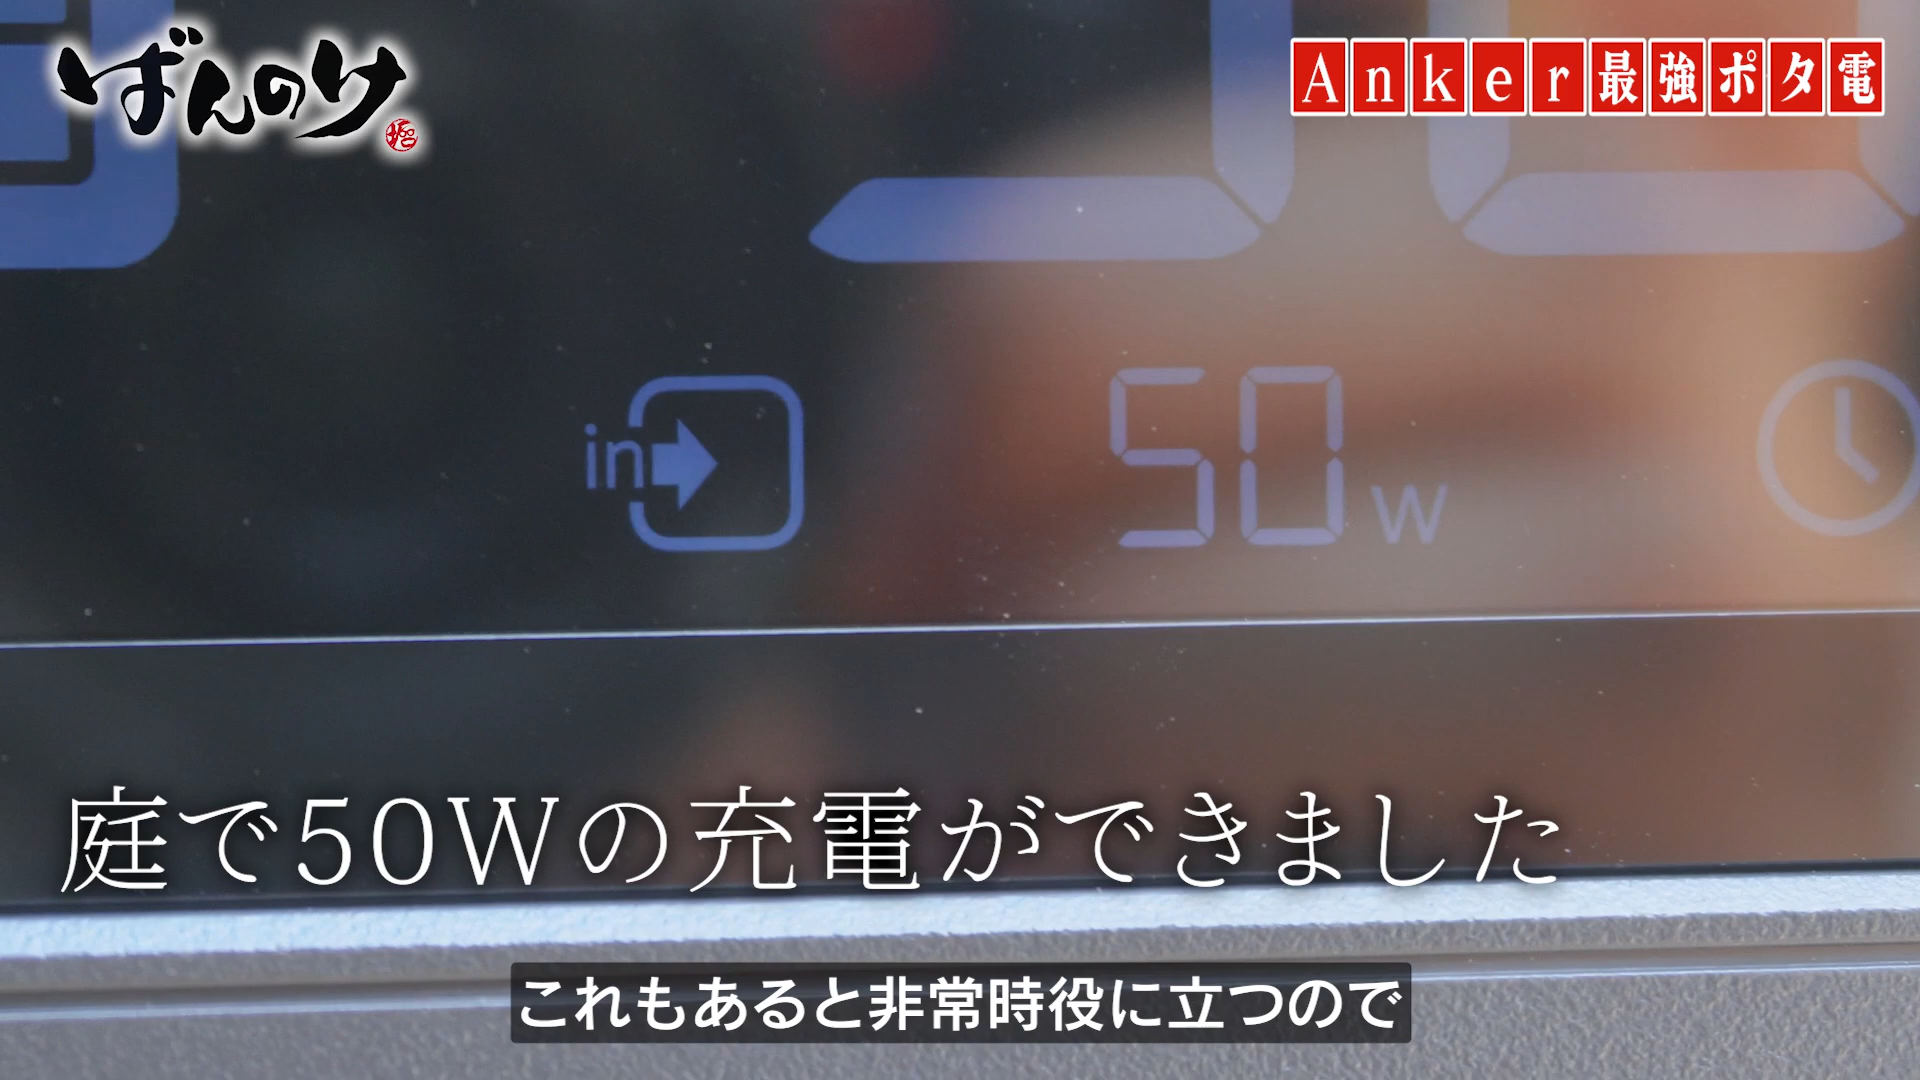 ばんのけ
Anker最強ポタ電
in
50w
庭で50Wの充電ができました
これもあると非常時役に立つので